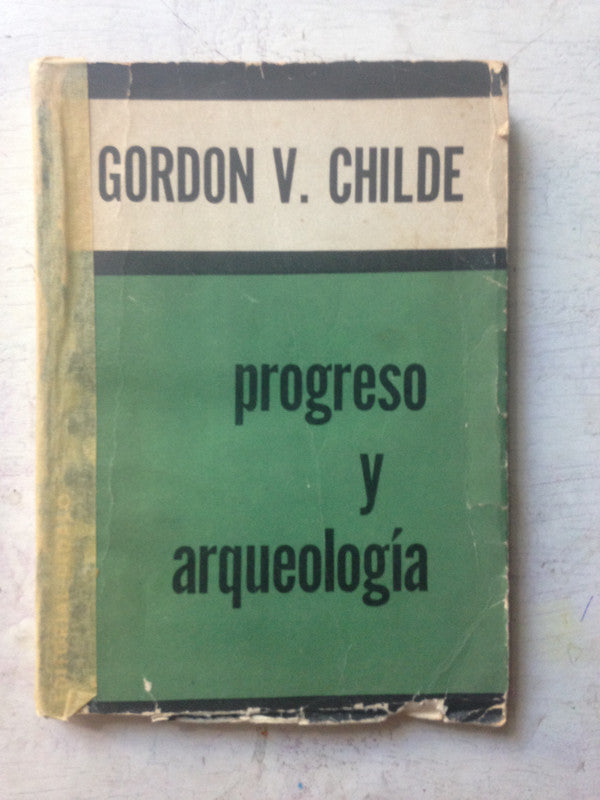 GORDON V. CHILDE
progreso
y
arqueología